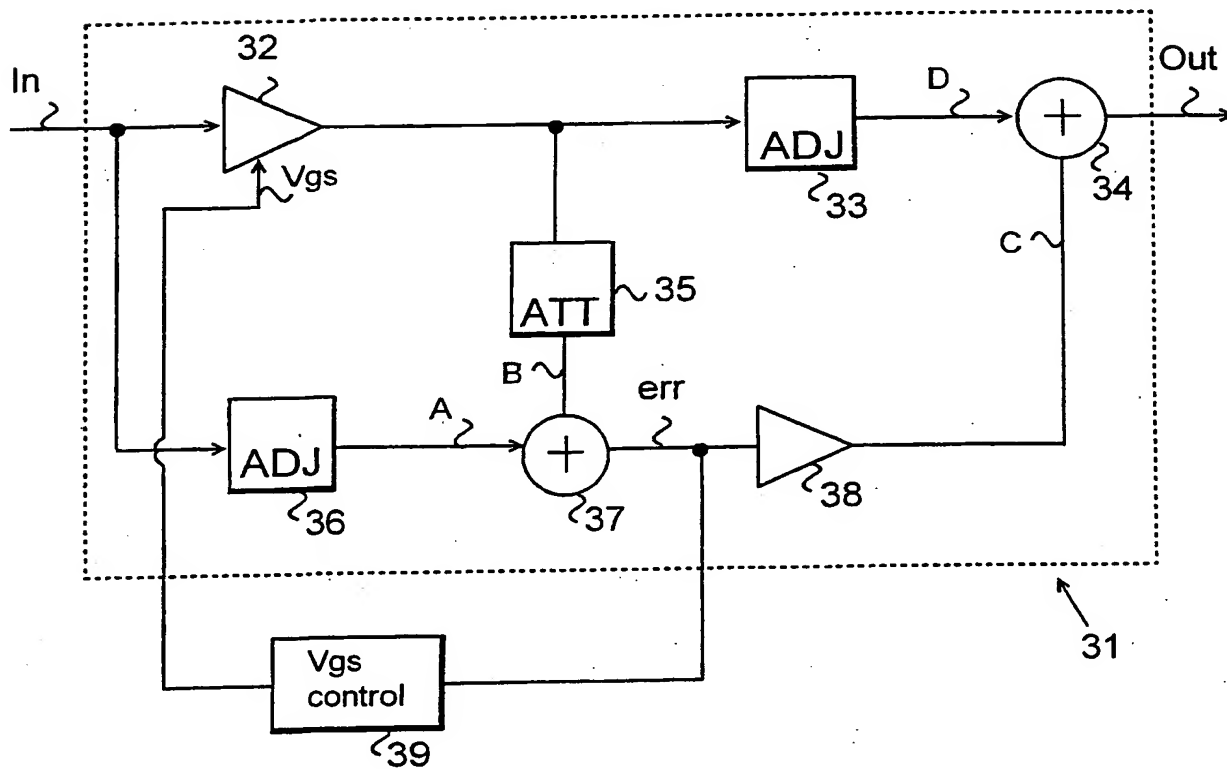 32
In
Vgs
ADJ
33
D
+
34
Out
C
ATT
35
B
A
err
ADJ
36
+
37
38
31
Vgs
control
39